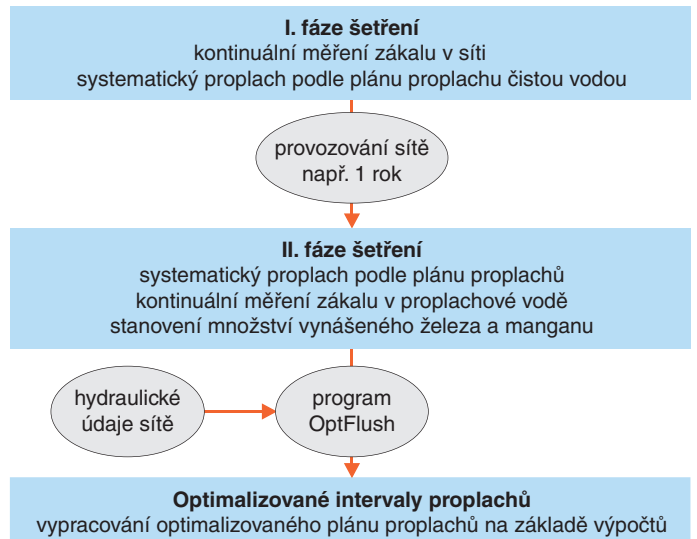 I. fáze šetření
kontinuální měření zákalu v síti
systematický proplach podle plánu proplachu čistou vodou
provozování sítě
např. 1 rok
II. fáze šetření
systematický proplach podle plánu proplachů
kontinuální měření zákalu v proplachové vodě
stanovení množství vynášeného železa a manganu
hydraulické
údaje sítě
program
OptFlush
Optimalizované intervaly proplachů
vypracování optimalizovaného plánu proplachů na základě výpočtů